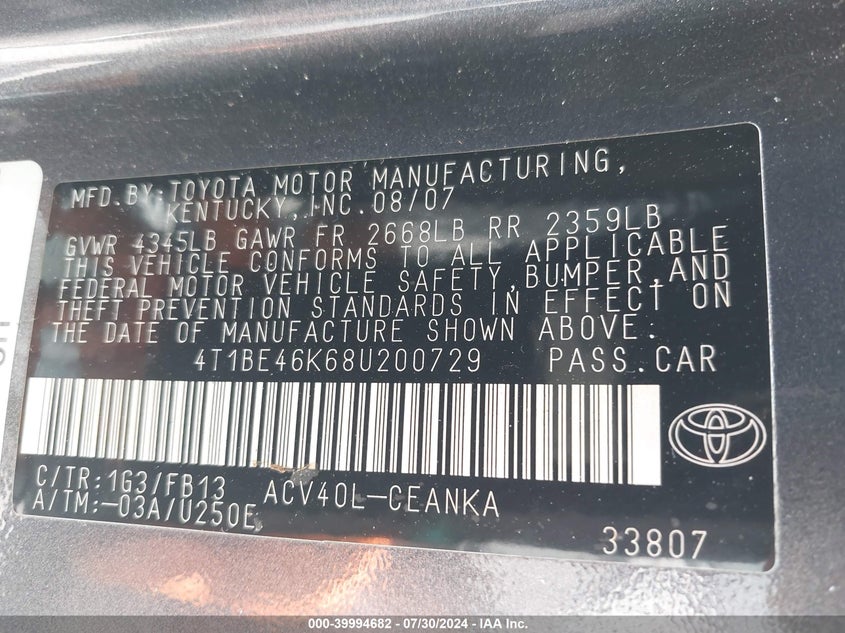 MFD.BY:TOYOTA MOTOR MANUFACTURING,
KENTUCKY,INC.08/07
GVWR 4345LB GAWR FR 2668LB RR 2359LB
THIS VEHICLE CONFORMS TO ALL APPLICABLE
FEDERAL MOTOR VEHICLE SAFETY,BUMPER,AND
THEFT PREVENTION STANDARDS IN EFFECT ON
THE DATE OF MANUFACTURE SHOWN ABOVE.
4T1BE46K68U200729 PASS.CAR
C/TR:1G3/FB13 ACV40L-CEANKA
A/TM:-03A/U250E
33807
000-39994682 / 07/30/2024 - IAA Inc.